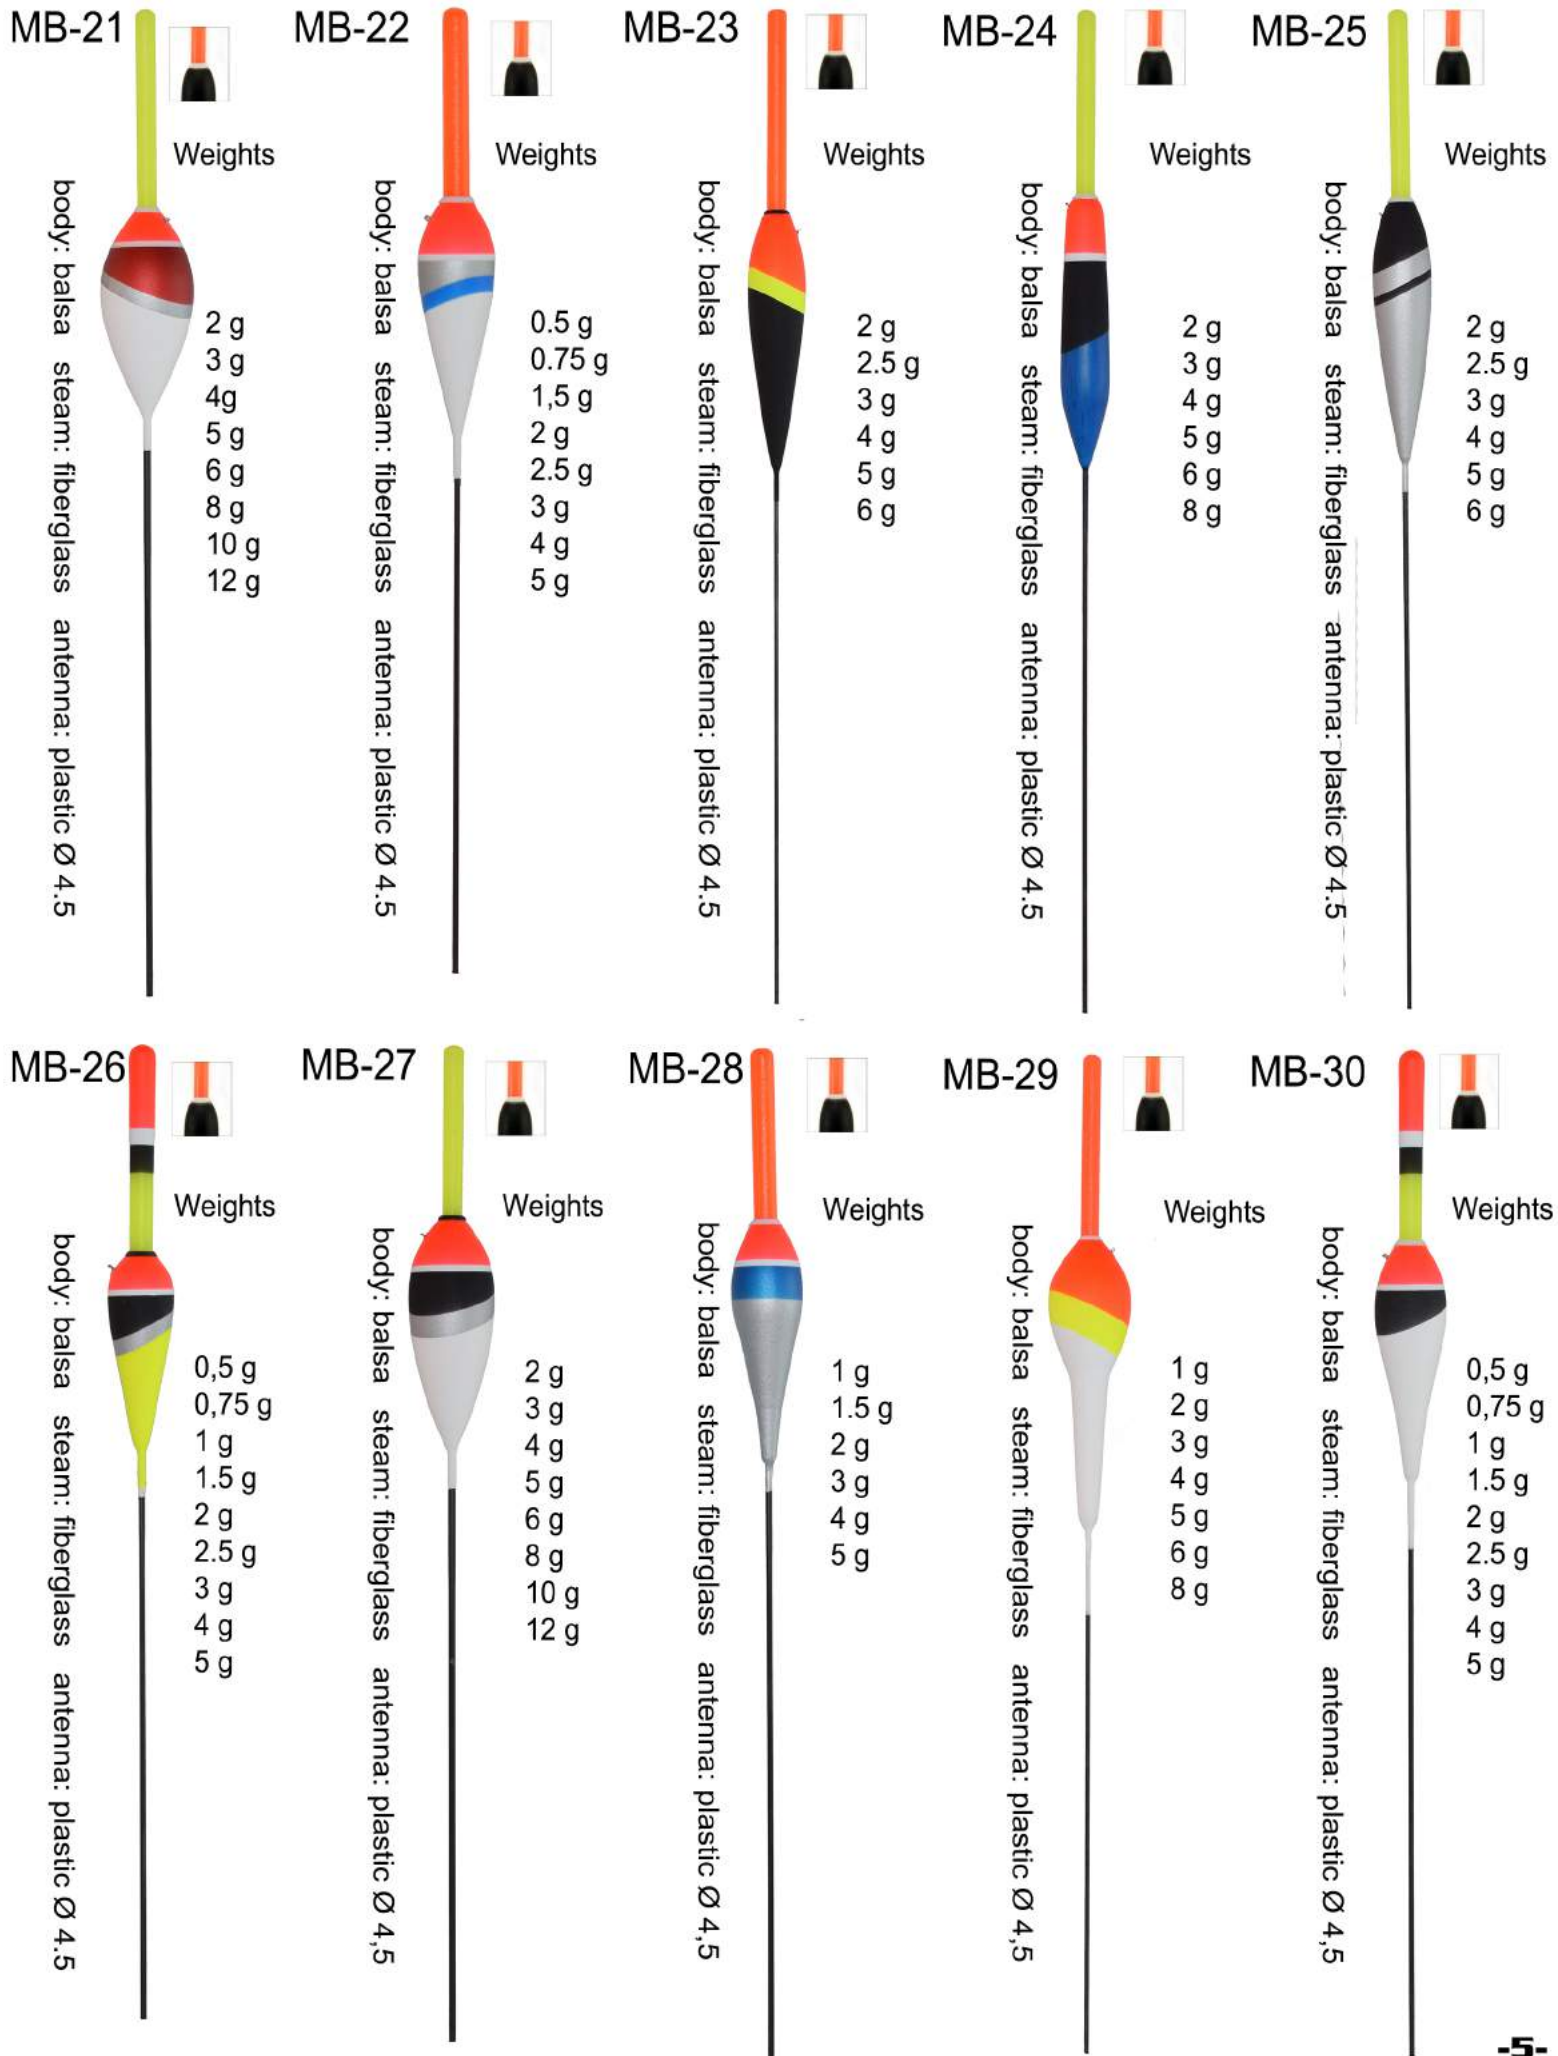 MB-21
Weights
body: balsa steam: fiberglass antenna: plastic Ø 4.5
2 g
3 g
4g
5 g
6 g
8 g
10 g
12 g
MB-22
Weights
body: balsa steam: fiberglass antenna: plastic Ø 4.5
0.5 g
0.75 g
1,5 g
2 g
2.5 g
3 g
4 g
5 g
MB-23
Weights
body: balsa steam: fiberglass antenna: plastic Ø 4.5
2 g
2.5 g
3 g
4 g
5 g
6 g
MB-24
Weights
body: balsa steam: fiberglass antenna: plastic Ø 4.5
2 g
3 g
4 g
5 g
6 g
8 g
MB-25
Weights
body: balsa steam: fiberglass antenna: plastic Ø 4.5
2 g
2.5 g
3 g
4 g
5 g
6 g
MB-26
Weights
body: balsa steam: fiberglass antenna: plastic Ø 4.5
0,5 g
0,75 g
1 g
1.5 g
2 g
2.5 g
3 g
4 g
5 g
MB-27
Weights
body: balsa steam: fiberglass antenna: plastic Ø 4,5
2 g
3 g
4 g
5 g
6 g
8 g
10 g
12 g
MB-28
Weights
body: balsa steam: fiberglass antenna: plastic Ø 4,5
1 g
1.5 g
2 g
3 g
4 g
5 g
MB-29
Weights
body: balsa steam: fiberglass antenna: plastic Ø 4,5
1 g
2 g
3 g
4 g
5 g
6 g
8 g
MB-30
Weights
body: balsa steam: fiberglass antenna: plastic Ø 4,5
0,5 g
0,75 g
1 g
1.5 g
2 g
2.5 g
3 g
4 g
5 g
-5-